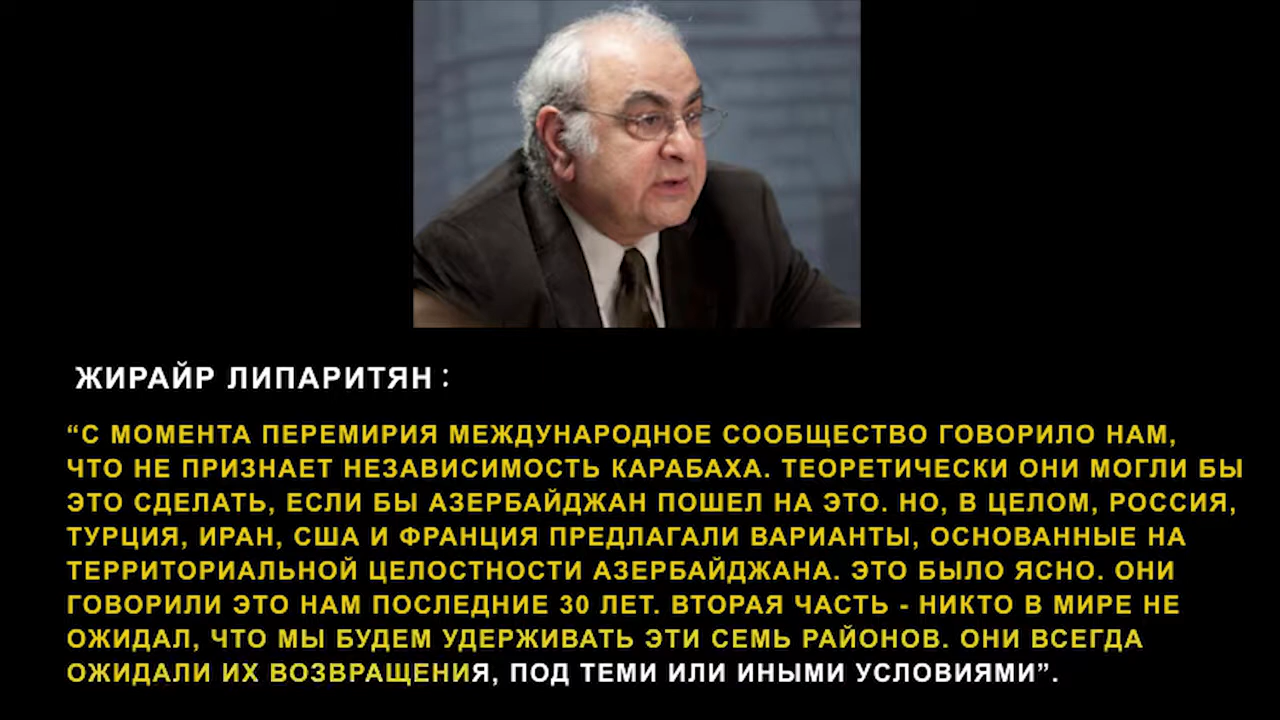 ЖИРАЙР ЛИПАРИТЯН :
“С МОМЕНТА ПЕРЕМИРИЯ МЕЖДУНАРОДНОЕ СООБЩЕСТВО ГОВОРИЛО НАМ,
ЧТО НЕ ПРИЗНАЕТ НЕЗАВИСИМОСТЬ КАРАБАХА. ТЕОРЕТИЧЕСКИ ОНИ МОГЛИ БЫ
ЭТО СДЕЛАТЬ, ЕСЛИ БЫ АЗЕРБАЙДЖАН ПОШЕЛ НА ЭТО. НО, В ЦЕЛОМ, РОССИЯ,
ТУРЦИЯ, ИРАН, США И ФРАНЦИЯ ПРЕДЛАГАЛИ ВАРИАНТЫ, ОСНОВАННЫЕ НА
ТЕРРИТОРИАЛЬНОЙ ЦЕЛОСТНОСТИ АЗЕРБАЙДЖАНА. ЭТО БЫЛО ЯСНО. ОНИ
ГОВОРИЛИ ЭТО НАМ ПОСЛЕДНИЕ 30 ЛЕТ. ВТОРАЯ ЧАСТЬ - НИКТО В МИРЕ НЕ
ОЖИДАЛ, ЧТО МЫ БУДЕМ УДЕРЖИВАТЬ ЭТИ СЕМЬ РАЙОНОВ. ОНИ ВСЕГДА
ОЖИДАЛИ ИХ ВОЗВРАЩЕНИЯ, ПОД ТЕМИ ИЛИ ИНЫМИ УСЛОВИЯМИ”.